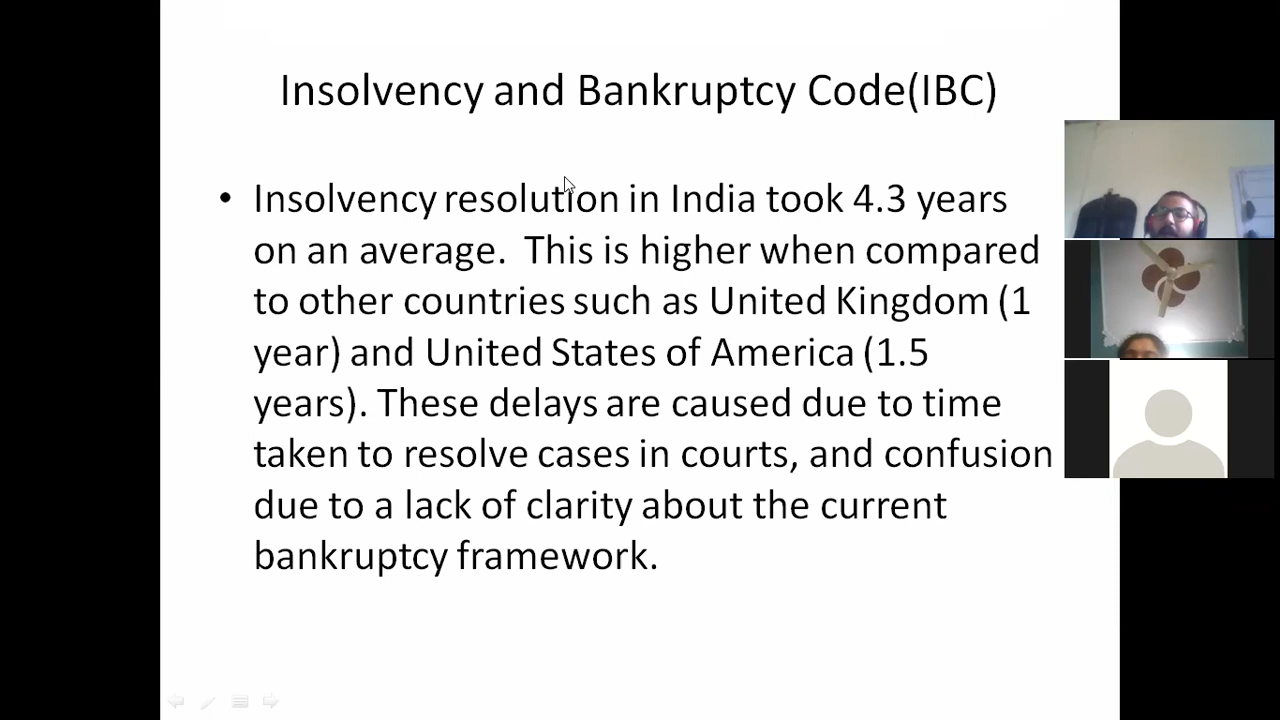 Insolvency and Bankruptcy Code(IBC)
• Insolvency resolution in India took 4.3 years
on an average.  This is higher when compared
to other countries such as United Kingdom (1
year) and United States of America (1.5
years). These delays are caused due to time
taken to resolve cases in courts, and confusion
due to a lack of clarity about the current
bankruptcy framework.